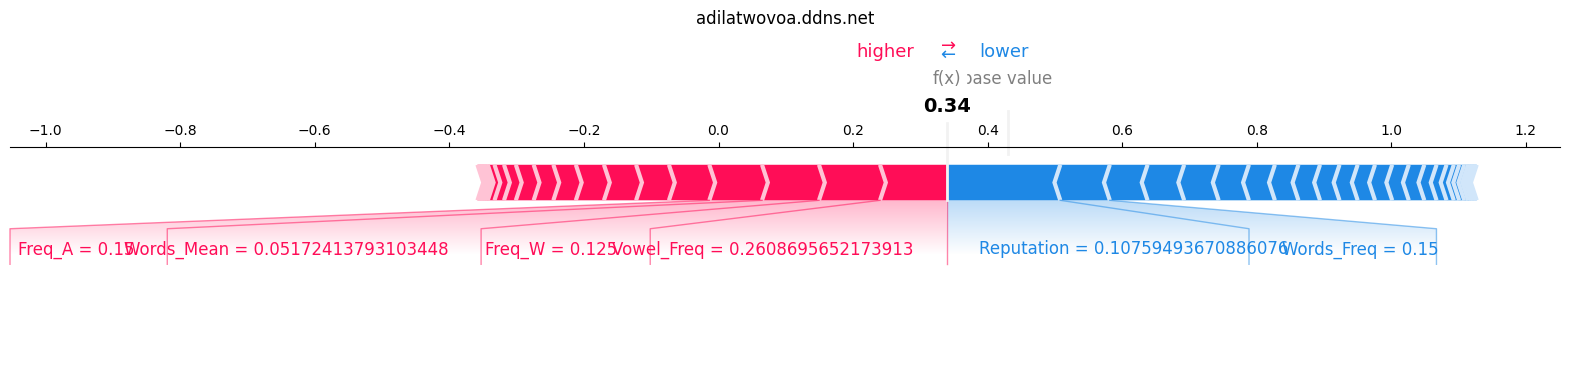 adilatwovoa.ddns.net
higher ⇄ lower
f(x) base value
0.34
−1.0 −0.8 −0.6 −0.4 −0.2 0.0 0.2 0.4 0.6 0.8 1.0 1.2
Freq_A = 0.15 Words_Mean = 0.05172413793103448 Freq_W = 0.125 Vowel_Freq = 0.2608695652173913 Reputation = 0.10759493670886076 Words_Freq = 0.15